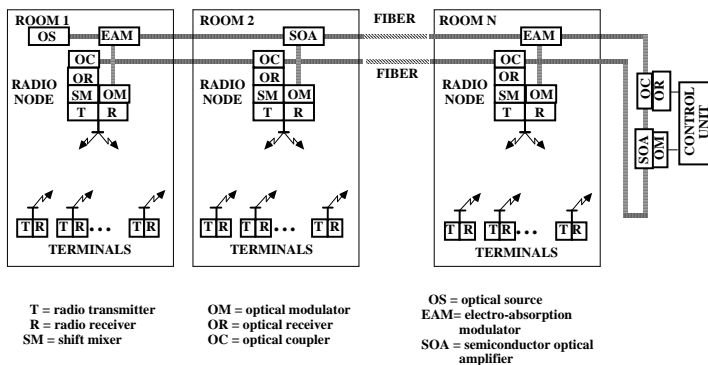 ROOM 1
ROOM 2
FIBER
ROOM N
OS
EAM
SOA
EAM
OC
OC
FIBER
OC
OR
OR
OR
RADIO
NODE
SM
OM
RADIO
NODE
SM
OM
RADIO
NODE
SM
OM
T
R
T
R
T
R
OC
OR
SOA
OM
CONTROL
UNIT
T R
T R
...
T R
T R
T R
...
T R
T R
T R
...
T R
TERMINALS
TERMINALS
TERMINALS
T = radio transmitter
R = radio receiver
SM = shift mixer
OM = optical modulator
OR = optical receiver
OC = optical coupler
OS = optical source
EAM= electro-absorption
modulator
SOA = semiconductor optical
amplifier